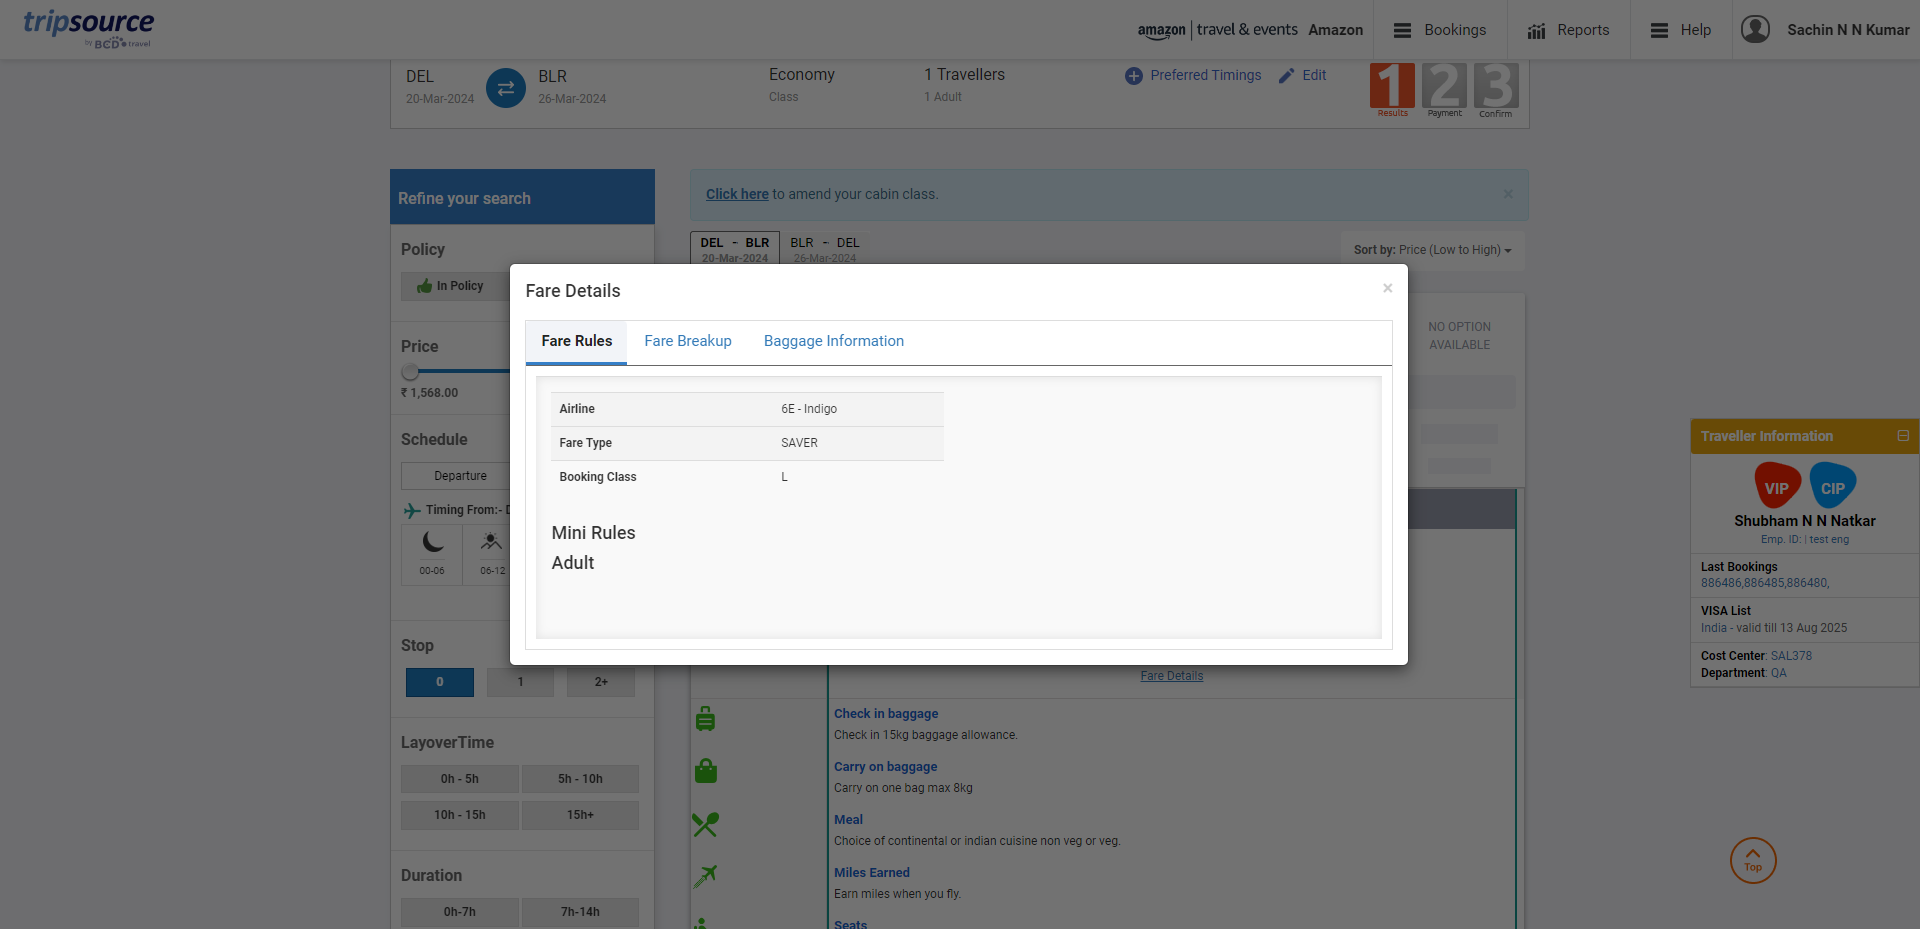 tripsource
by BCD travel
amazon | travel & events Amazon
Bookings
Reports
Help
Sachin N N Kumar
DEL
20-Mar-2024
BLR
26-Mar-2024
Economy
Class
1 Travellers
1 Adult
Preferred Timings
Edit
1 2 3
Results Payment Confirm
Refine your search
Click here to amend your cabin class.
×
DEL - BLR
20-Mar-2024
BLR - DEL
26-Mar-2024
Sort by: Price (Low to High)
Policy
In Policy
Price
₹ 1,568.00
Schedule
Departure
Timing From:-
00-06
06-12
Stop
0 1 2+
LayoverTime
0h - 5h 5h - 10h
10h - 15h 15h+
Duration
0h-7h 7h-14h
NO OPTION
AVAILABLE
Fare Details
×
Fare Rules Fare Breakup Baggage Information
Airline 6E - Indigo
Fare Type SAVER
Booking Class L
Mini Rules
Adult
Fare Details
Check in baggage
Check in 15kg baggage allowance.
Carry on baggage
Carry on one bag max 8kg
Meal
Choice of continental or indian cuisine non veg or veg.
Miles Earned
Earn miles when you fly.
Seats
Traveller Information
VIP CIP
Shubham N N Natkar
Emp. ID: | test eng
Last Bookings
886486,886485,886480,
VISA List
India - valid till 13 Aug 2025
Cost Center: SAL378
Department: QA
Top